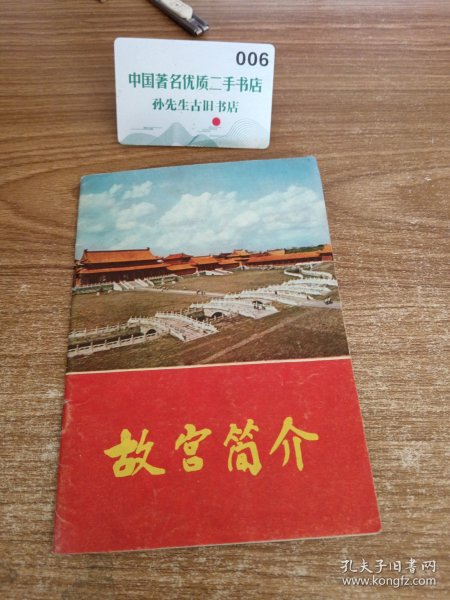 006
中国著名优质二手书店
孙先生古旧书店
故宫简介
孔夫子旧书网
www.kongfz.com